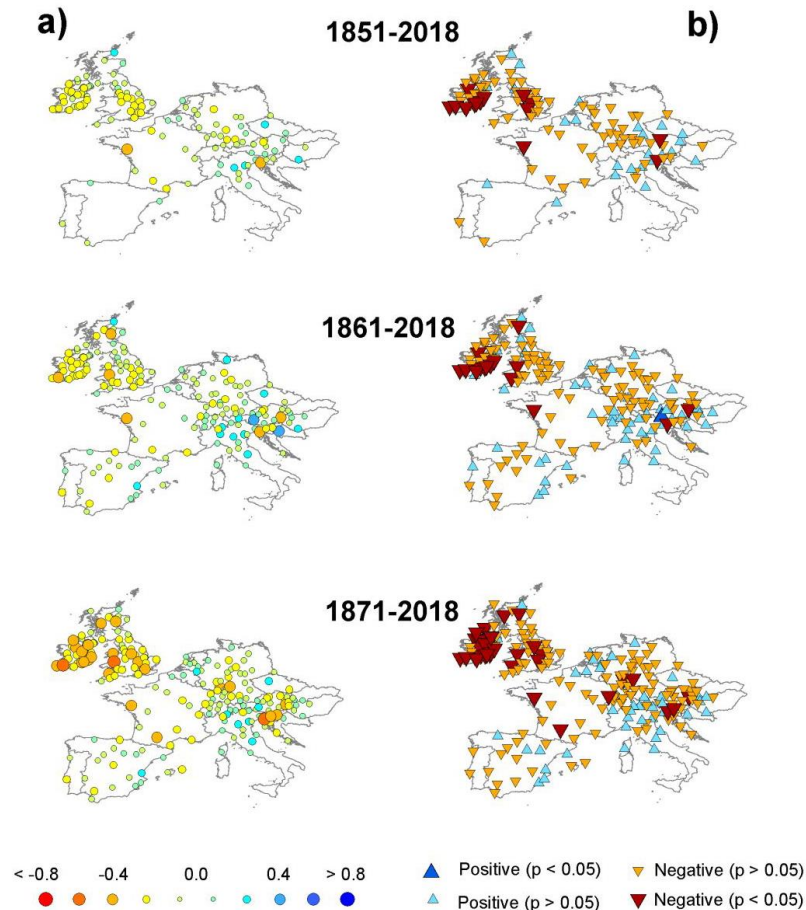 a) 1851-2018 b)
1861-2018
1871-2018
< -0.8 -0.4 0.0 0.4 > 0.8
Positive (p < 0.05) Negative (p > 0.05)
Positive (p > 0.05) Negative (p < 0.05)